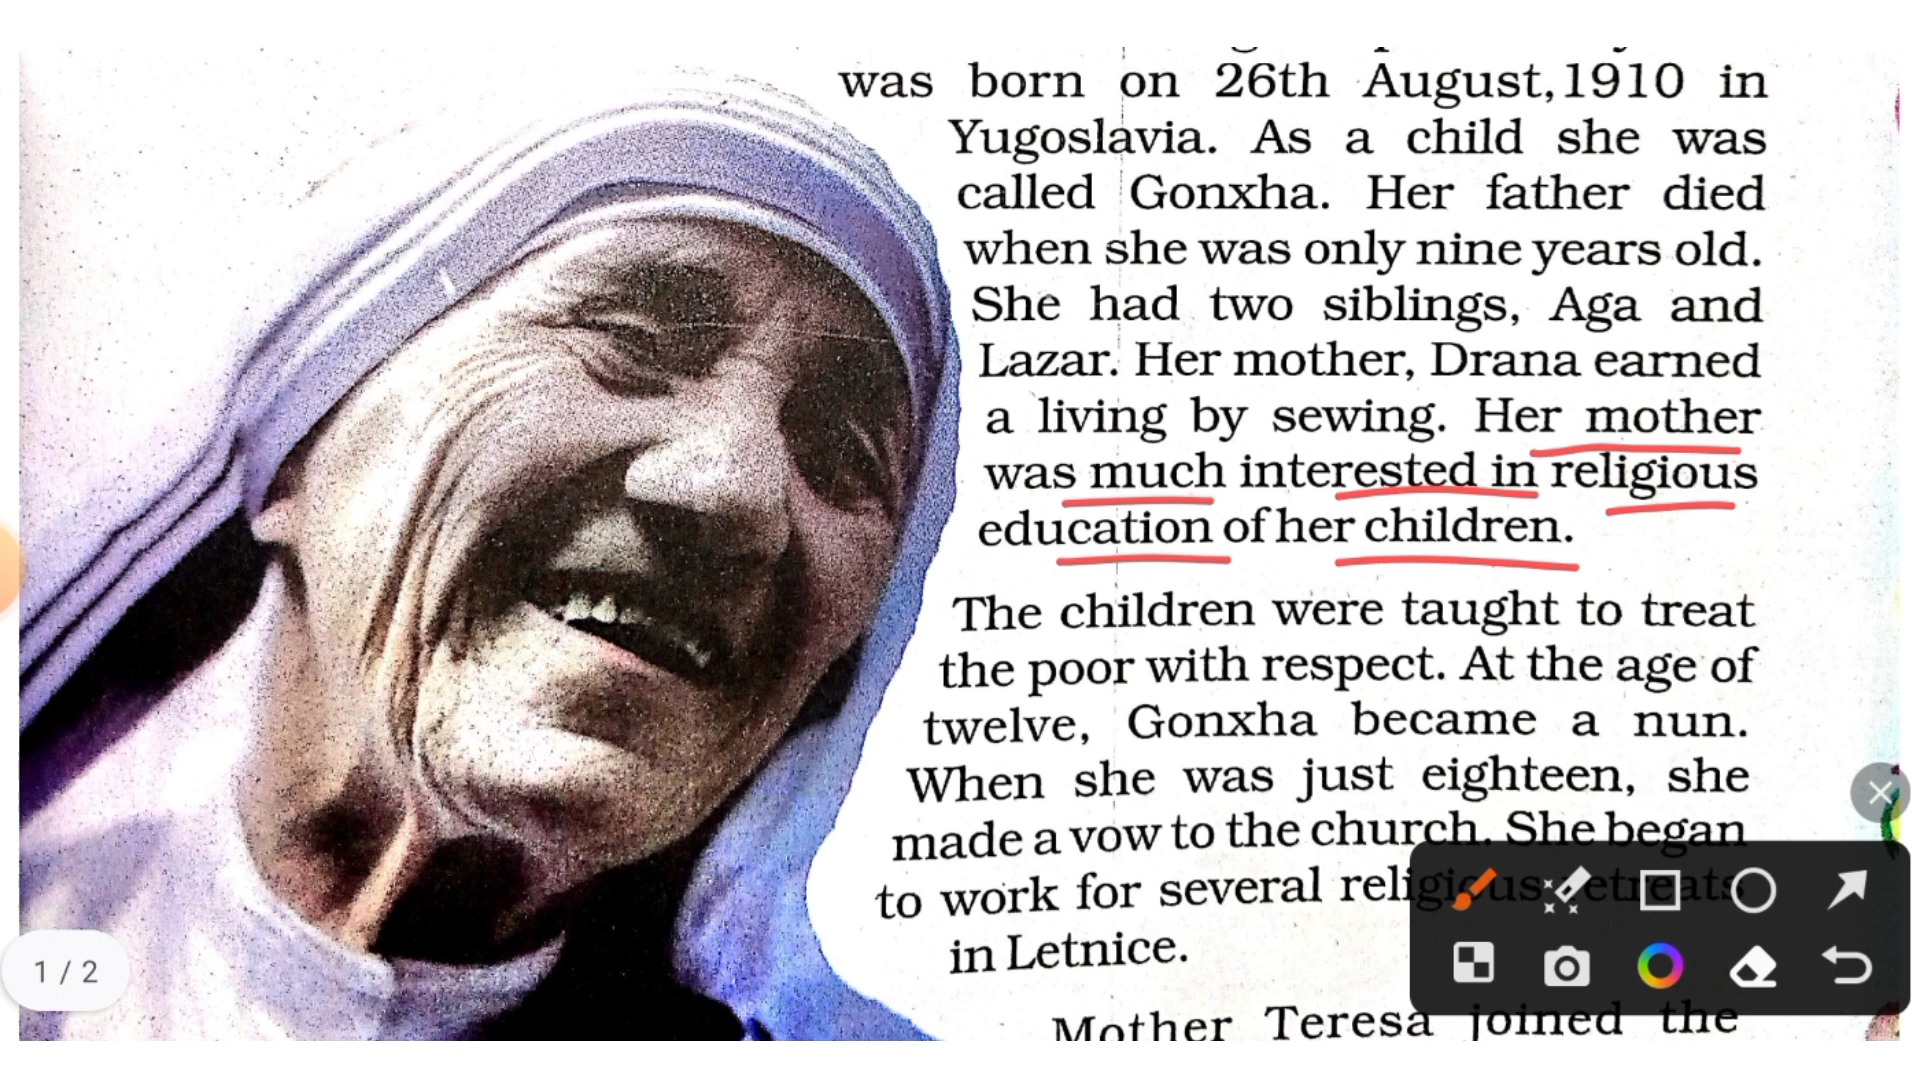 was born on 26th August,1910 in
Yugoslavia. As a child she was
called Gonxha. Her father died
when she was only nine years old.
She had two siblings, Aga and
Lazar. Her mother, Drana earned
a living by sewing. Her mother
was much interested in religious
education of her children.
The children were taught to treat
the poor with respect. At the age of
twelve, Gonxha became a nun.
When she was just eighteen, she
made a vow to the church. She began
to work for several religious retreats
in Letnice.
Mother Teresa joined the
1 / 2